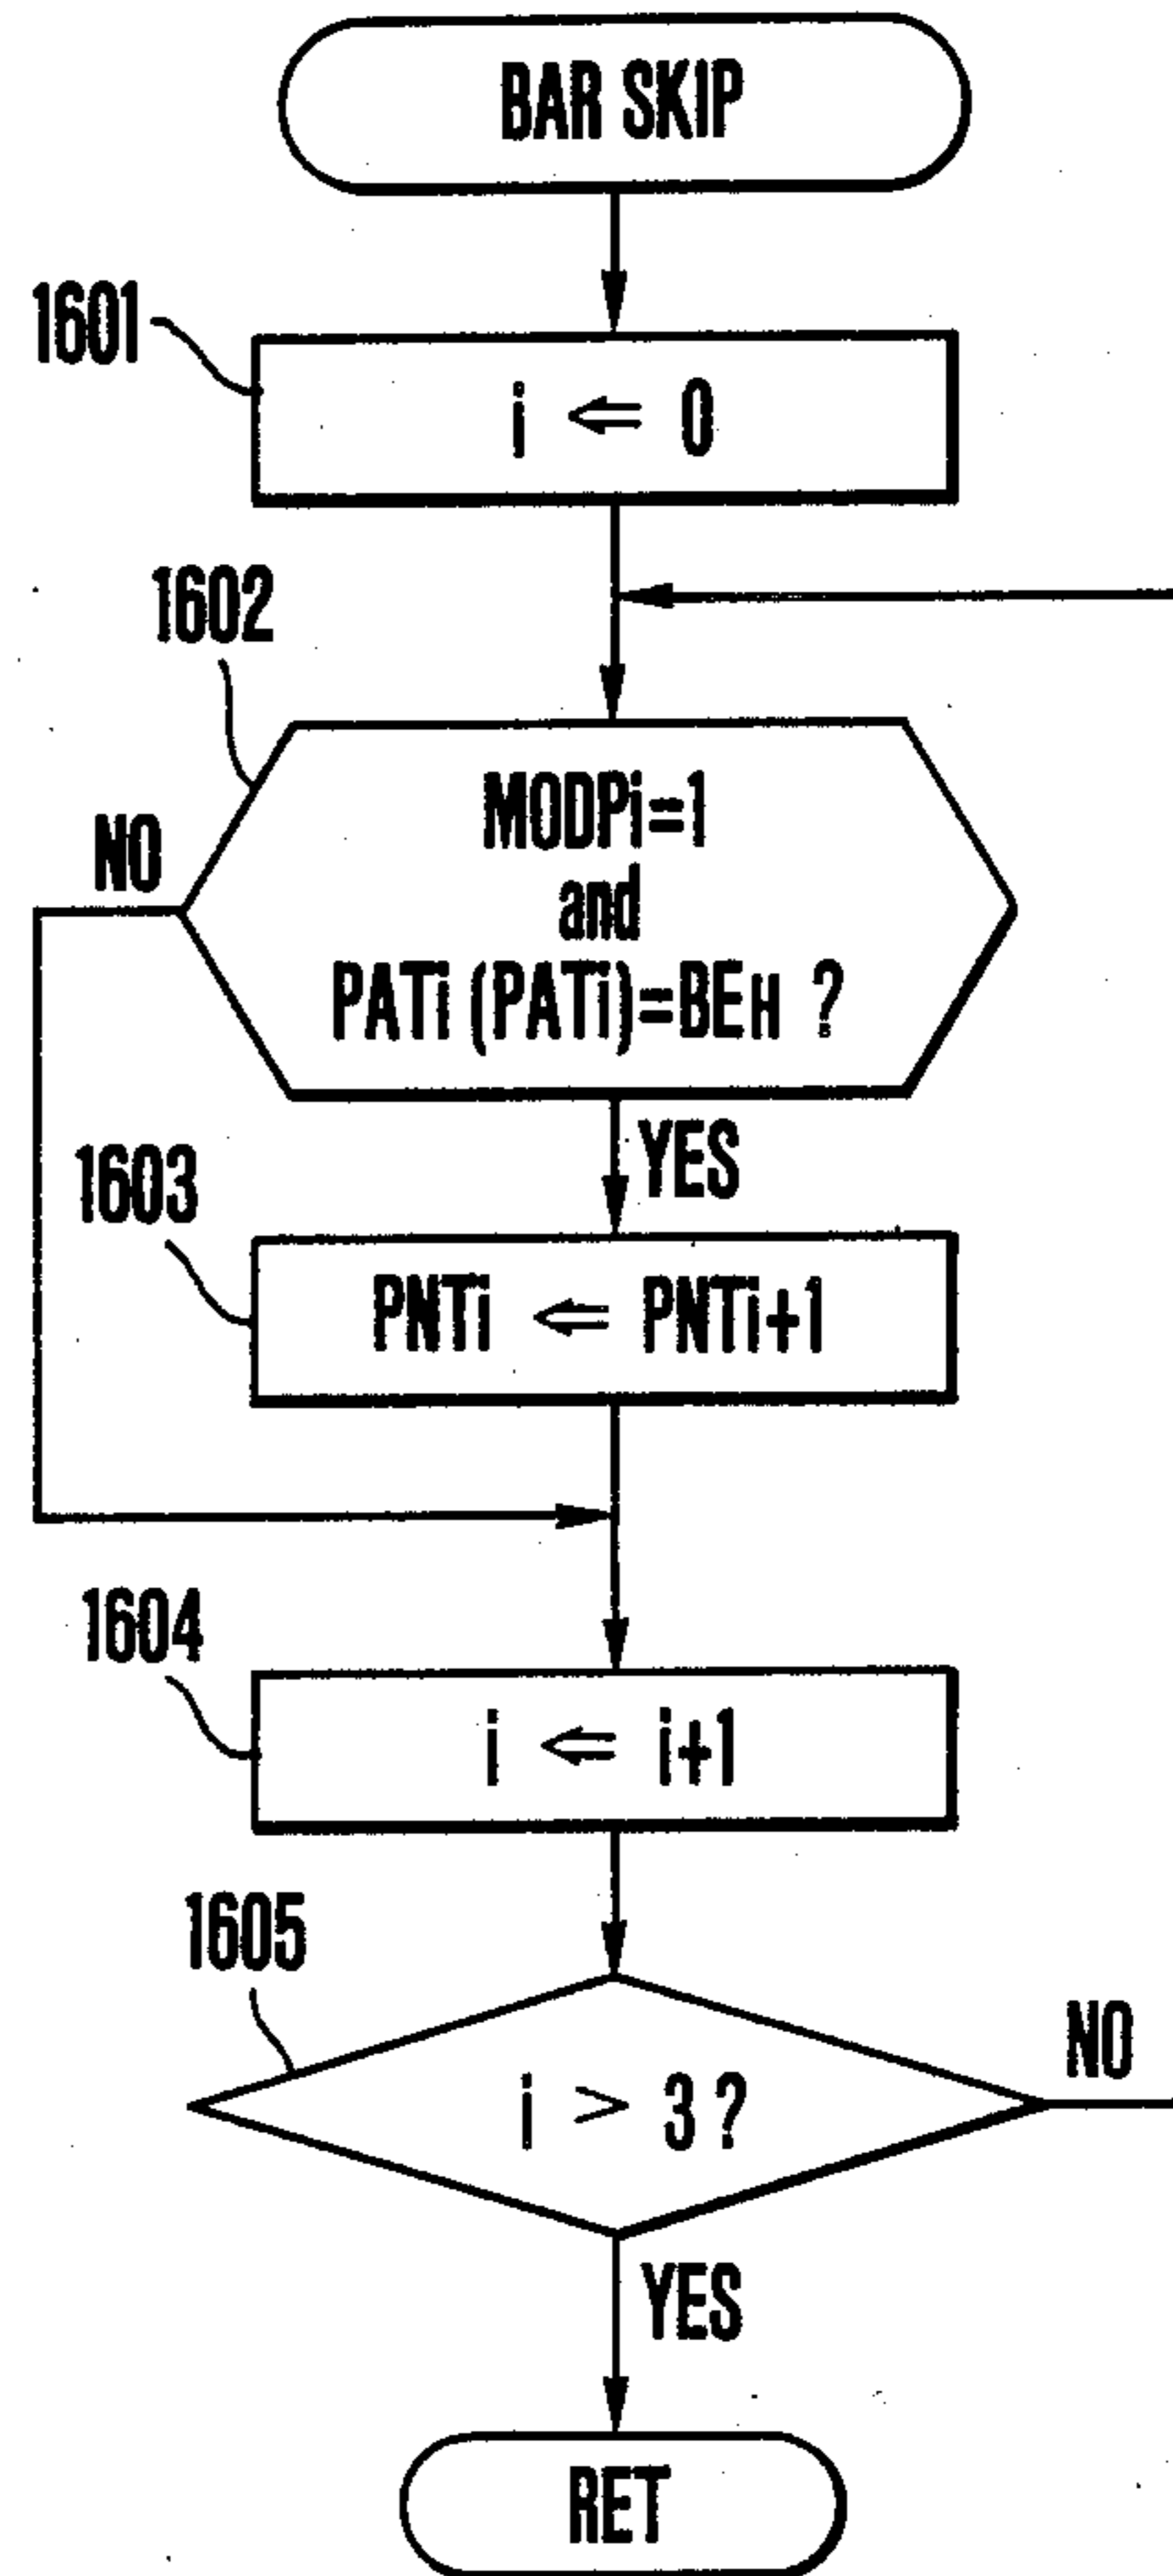 BAR SKIP
1601
i ⇐ 0
1602
MODPi=1
and
PATi (PATi)=BEH ?
NO
YES
1603
PNTi ⇐ PNTi+1
1604
i ⇐ i+1
1605
i > 3 ?
NO
YES
RET